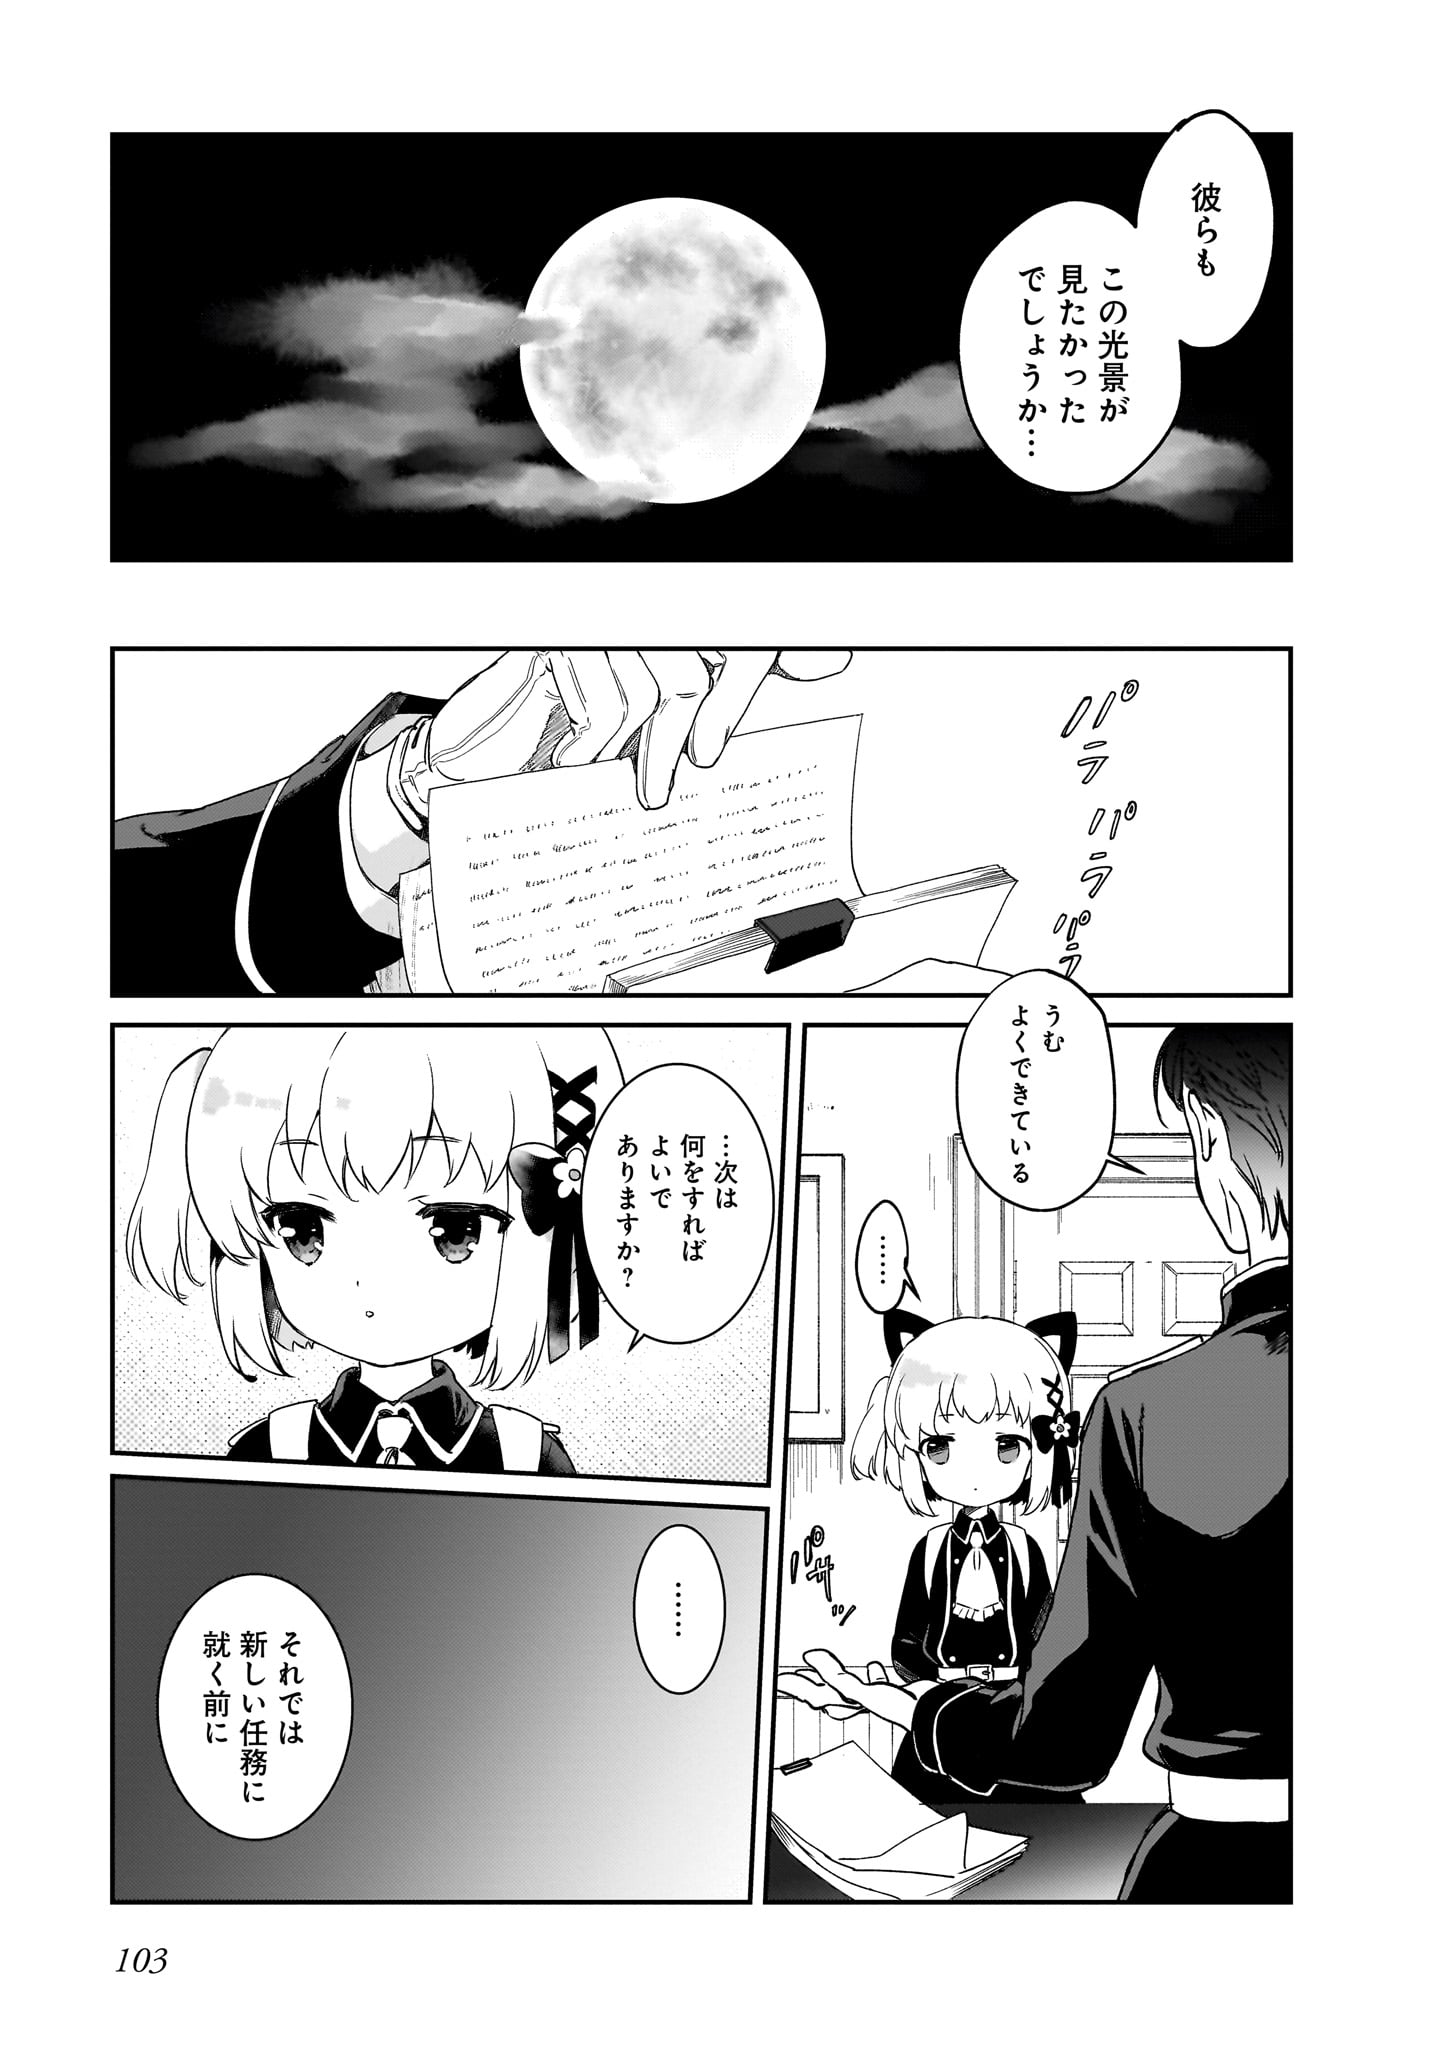 彼らも
この光景が
見たかった
でしょうか…
パラ
パラ
パラ
うむ
よくできている
……
パサッ
…次は
何をすれば
よいで
ありますか？
……
それでは
新しい任務に
就く前に
103